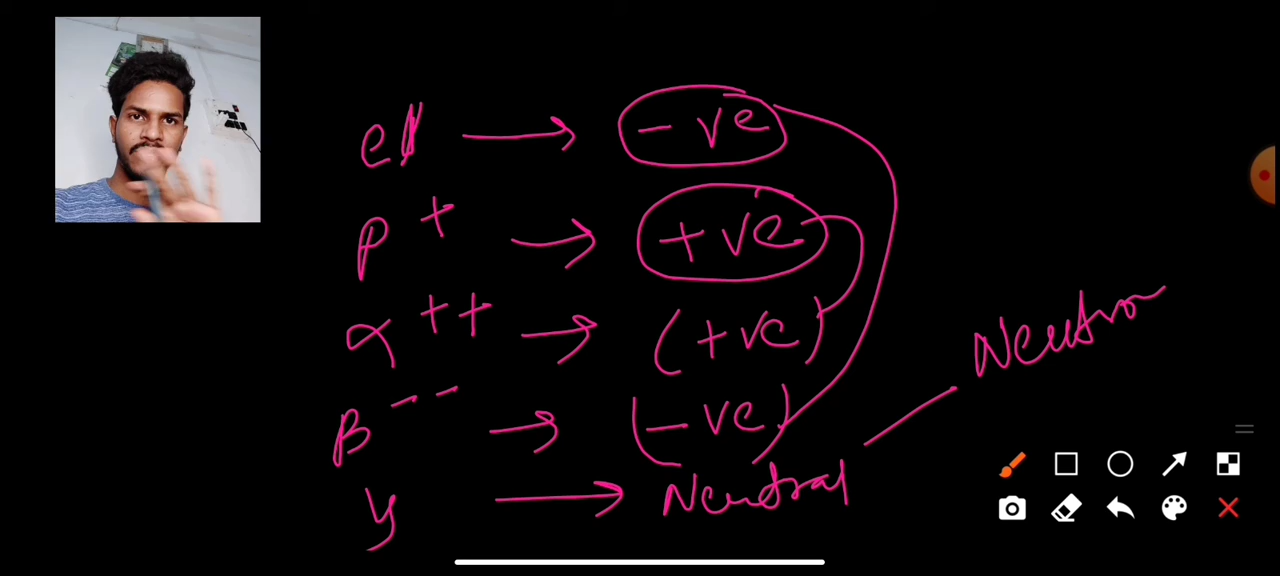 e → -ve
p + → +ve
α ++ → (+ve)
β -- → (-ve)
γ → Neutral
Neutron